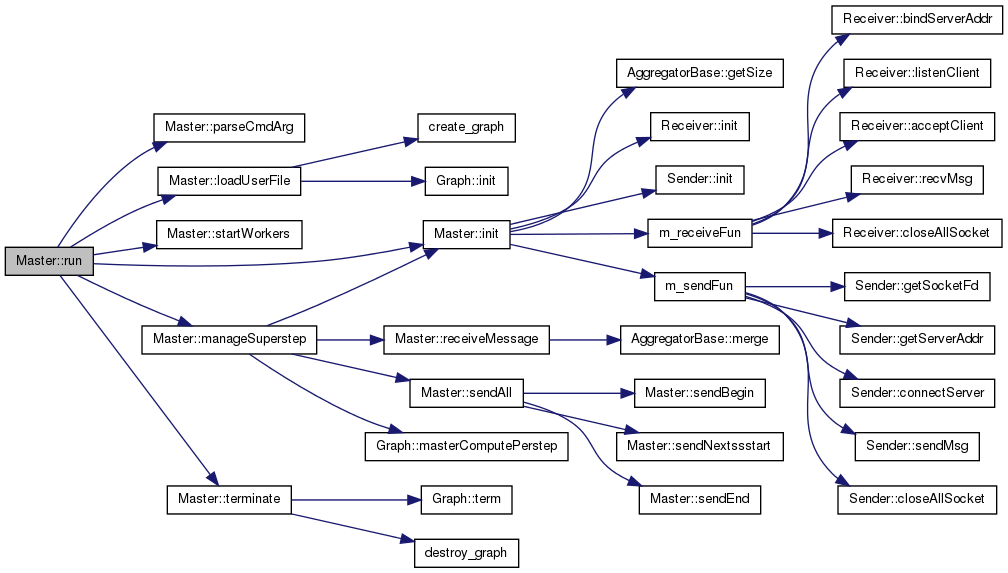 Master::run
Master::parseCmdArg
Master::loadUserFile
Master::startWorkers
Master::manageSuperstep
Master::terminate
create_graph
Graph::init
Master::init
Master::receiveMessage
Master::sendAll
Graph::masterComputePerstep
Graph::term
destroy_graph
AggregatorBase::getSize
Receiver::init
Sender::init
m_receiveFun
m_sendFun
AggregatorBase::merge
Master::sendBegin
Master::sendNextssstart
Master::sendEnd
Receiver::bindServerAddr
Receiver::listenClient
Receiver::acceptClient
Receiver::recvMsg
Receiver::closeAllSocket
Sender::getSocketFd
Sender::getServerAddr
Sender::connectServer
Sender::sendMsg
Sender::closeAllSocket